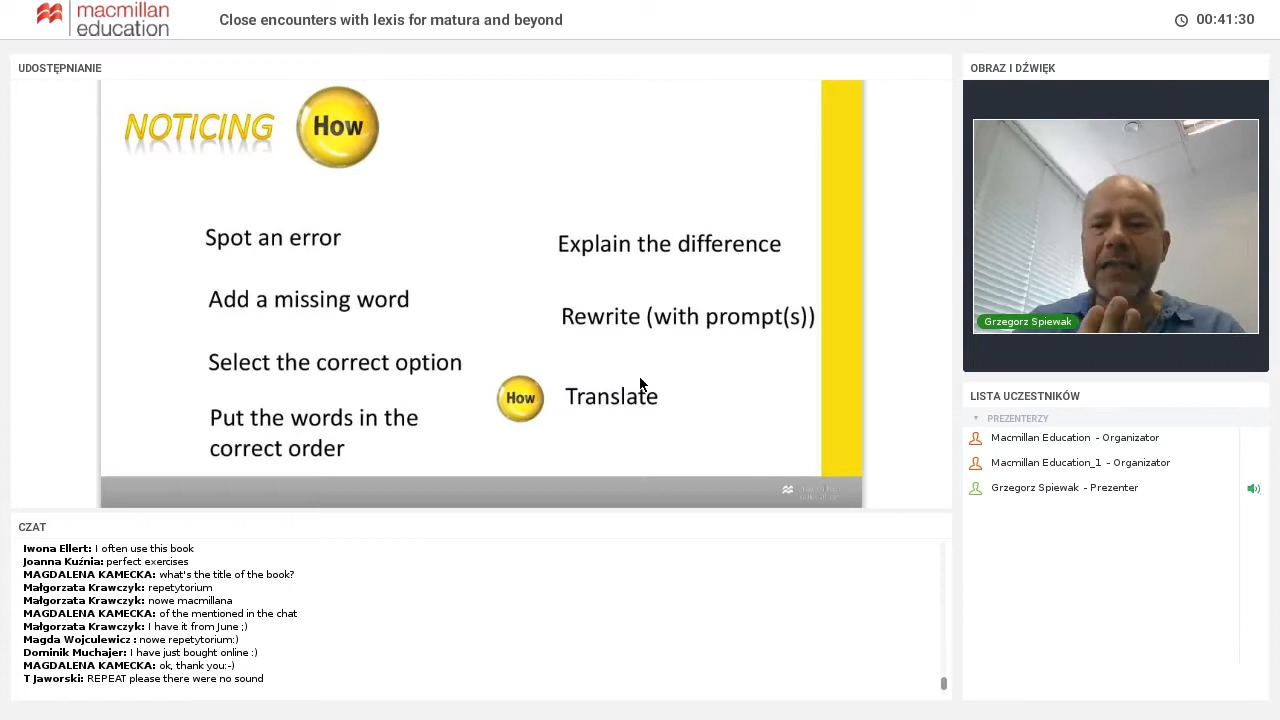 macmillan
education
Close encounters with lexis for matura and beyond
00:41:30
UDOSTĘPNIANIE
NOTICING
How
Spot an error
Add a missing word
Select the correct option
Put the words in the
correct order
Explain the difference
Rewrite (with prompt(s))
How
Translate
OBRAZ I DŹWIĘK
Grzegorz Spiewak
LISTA UCZESTNIKÓW
PREZENTERZY
Macmillan Education - Organizator
Macmillan Education_1 - Organizator
Grzegorz Spiewak - Prezenter
CZAT
Iwona Ellert: I often use this book
Joanna Kuźnia: perfect exercises
MAGDALENA KAMECKA: what's the title of the book?
Małgorzata Krawczyk: repetytorium
Małgorzata Krawczyk: nowe macmillana
MAGDALENA KAMECKA: of the mentioned in the chat
Małgorzata Krawczyk: I have it from June ;)
Magda Wojculewicz : nowe repetytorium:)
Dominik Muchajer: I have just bought online :)
MAGDALENA KAMECKA: ok, thank you:-)
T Jaworski: REPEAT please there were no sound